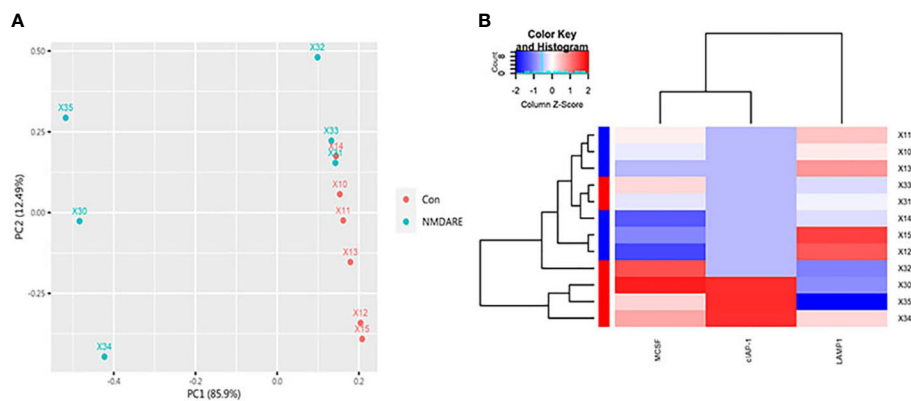 A
0.50
0.25
0.00
-0.25
PC2 (12.49%)
X32
X35
X33
X14
X31
X10
X11
X30
X13
X12
X15
X34
-0.4
-0.2
0.0
0.2
PC1 (85.9%)
Con
NMDARE
B
Color Key
and Histogram
Count
0
8
-2
-1
0
1
2
Column Z-Score
X11
X10
X13
X33
X31
X14
X15
X12
X32
X30
X35
X34
MCSF
cIAP-1
LAMP1